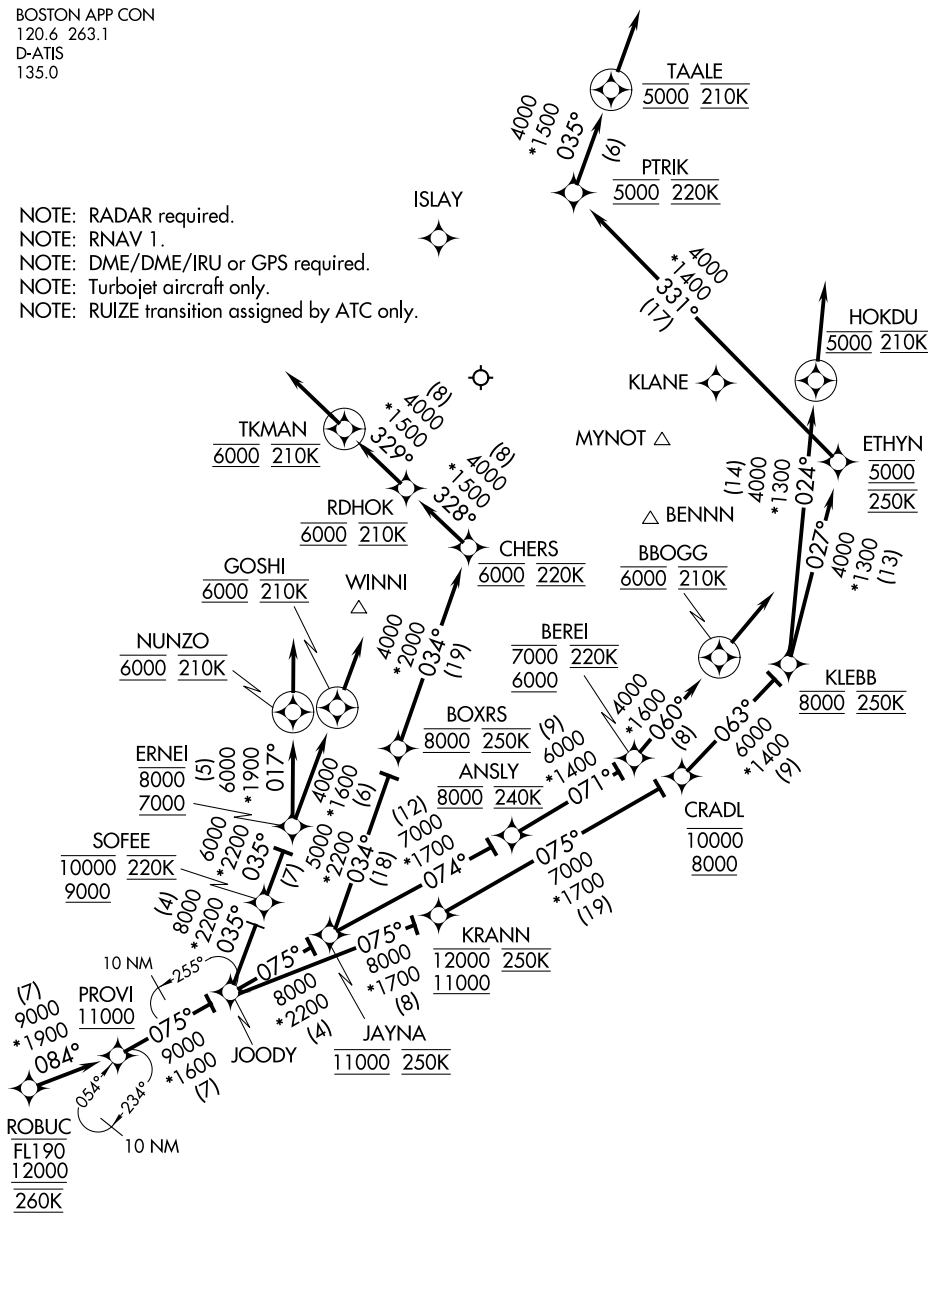 BOSTON APP CON
120.6 263.1
D-ATIS
135.0
TAALE
5000 210K
4000
*1500
035°
(6)
PTRIK
5000 220K
ISLAY
NOTE: RADAR required.
NOTE: RNAV 1.
NOTE: DME/DME/IRU or GPS required.
NOTE: Turbojet aircraft only.
NOTE: RUIZE transition assigned by ATC only.
4000
*1400
331°
(17)
HOKDU
5000 210K
KLANE
TKMAN
6000 210K
(8)
4000
*1500
329°
MYNOT
ETHYN
5000
250K
(8)
4000
*1500
328°
RDHOK
6000 210K
(14)
4000
*1300
024°
027°
4000
*1300
(13)
BENNN
CHERS
6000 220K
BBOGG
6000 210K
GOSHI
6000 210K
WINNI
NUNZO
6000 210K
4000
*2000
034°
(19)
BEREI
7000 220K
6000
KLEBB
8000 250K
4000
*1600
060°
(8)
BOXRS
8000 250K
063°
6000
*1400
(9)
ERNEI
8000
7000
(5)
6000
*1900
017°
4000
*1600
(6)
(9)
6000
*1400
071°
ANSLY
8000 240K
CRADL
10000
8000
SOFEE
10000 220K
9000
6000
*2200
035°
(7)
5000
*2200
034°
(18)
(12)
7000
*1700
074°
075°
7000
*1700
(19)
(4)
8000
*2200
035°
KRANN
12000 250K
11000
075°
8000
*1700
(8)
10 NM
255°
075°
8000
*2200
(4)
PROVI
11000
(7)
9000
*1900
084°
075°
9000
*1600
(7)
JOODY
JAYNA
11000 250K
054°
234°
10 NM
ROBUC
FL190
12000
260K